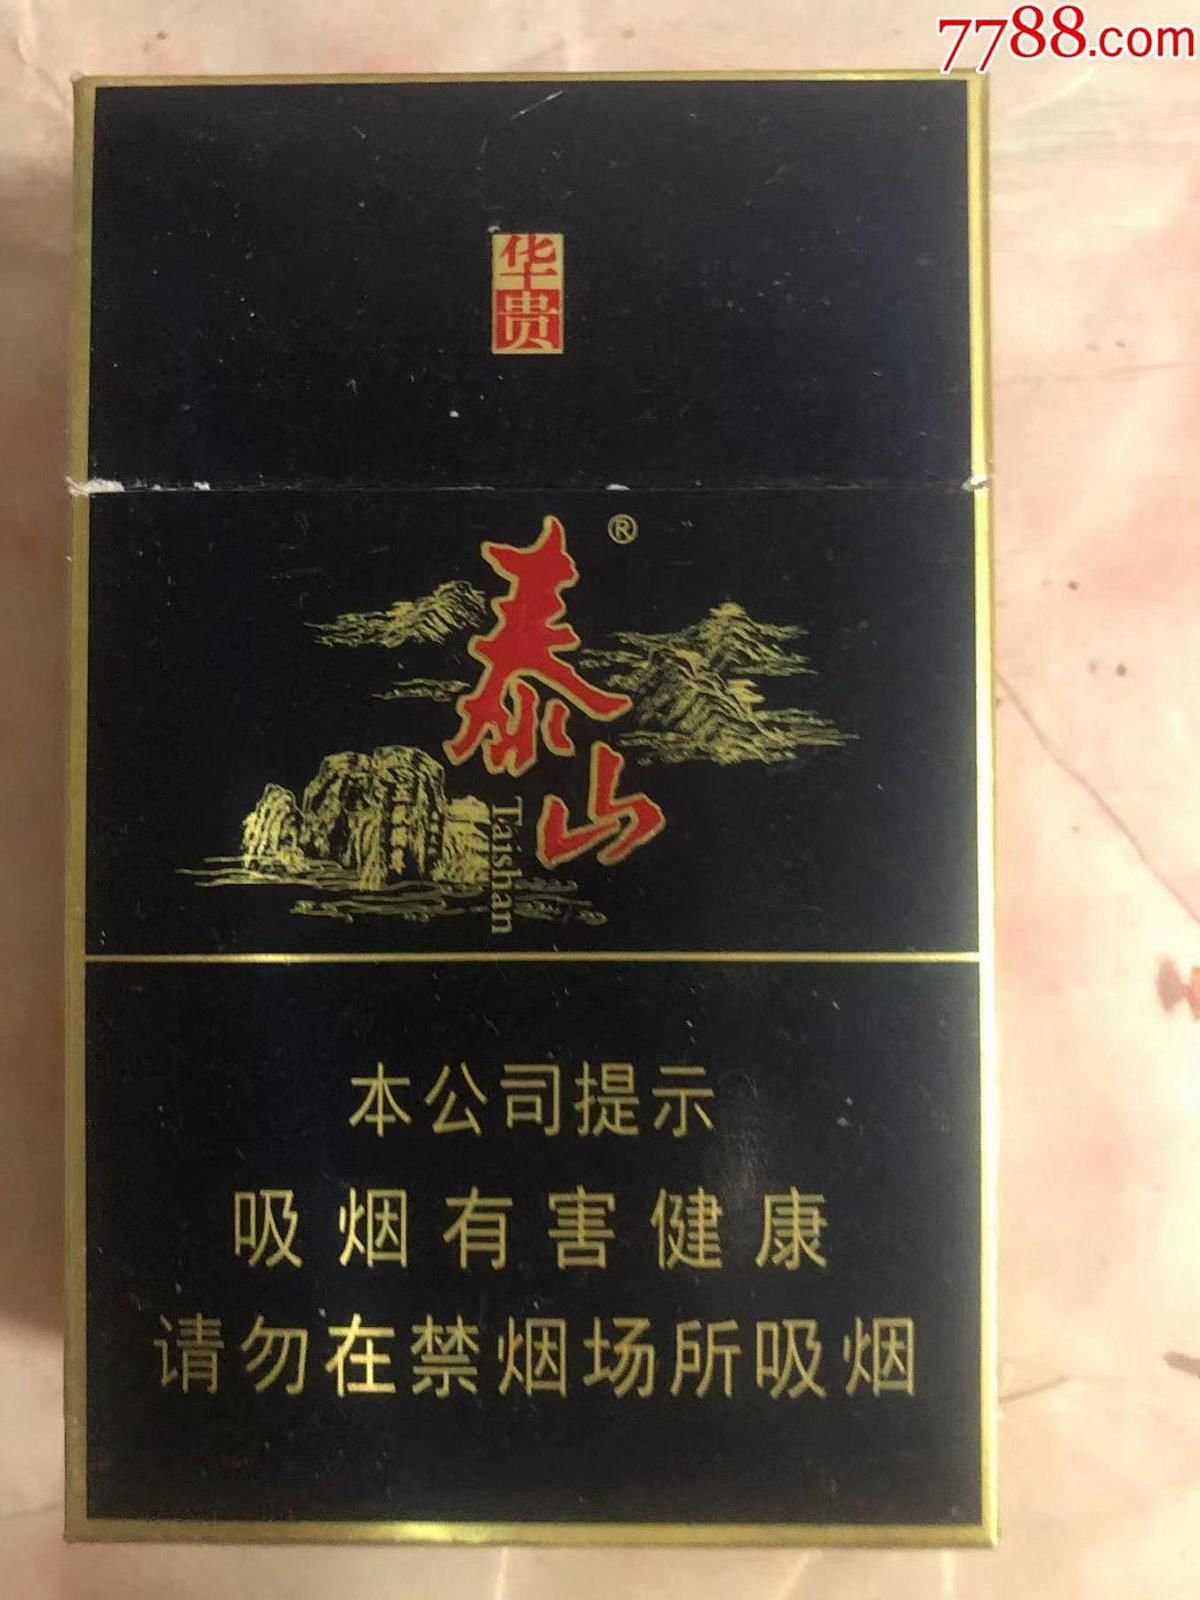 7788.com
华
贵
泰山®
Taishan
本公司提示
吸烟有害健康
请勿在禁烟场所吸烟